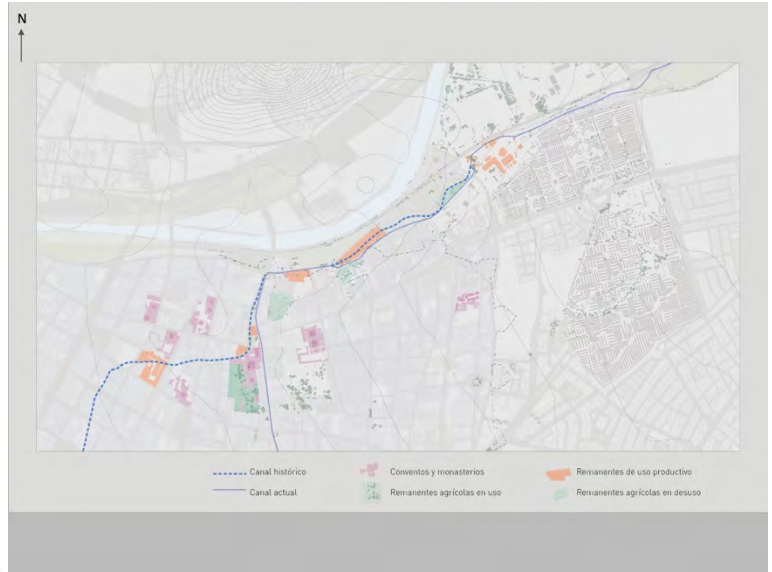 N
Canal histórico
Conventos y monasterios
Remanentes de uso productivo
Canal actual
Remanentes agrícolas en uso
Remanentes agrícolas en desuso